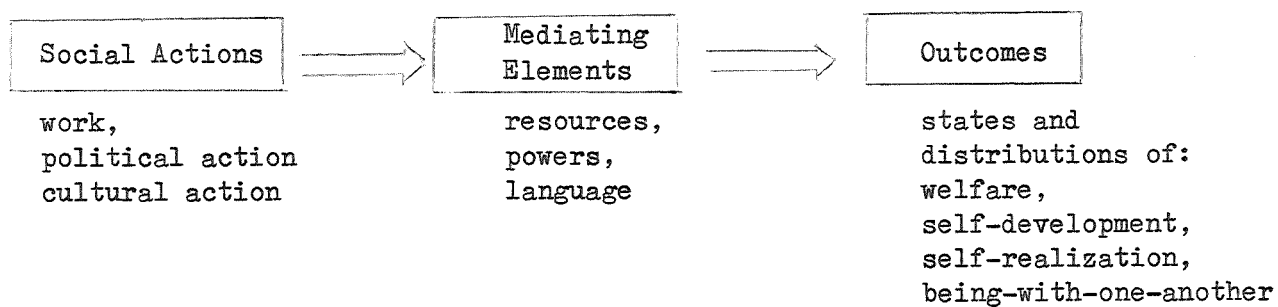 Social Actions
work,
political action
cultural action
Mediating
Elements
resources,
powers,
language
Outcomes
states and
distributions of:
welfare,
self-development,
self-realization,
being-with-one-another